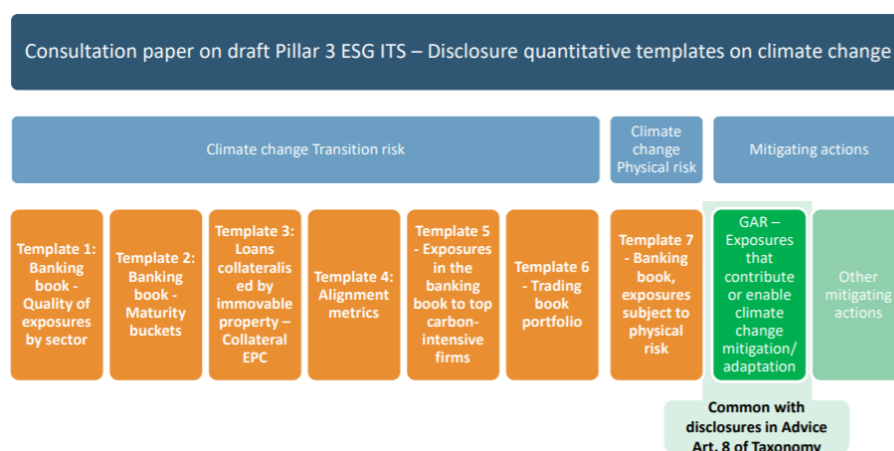 Consultation paper on draft Pillar 3 ESG ITS – Disclosure quantitative templates on climate change
Climate change Transition risk
Climate
change
Physical risk
Mitigating actions
Template 1:
Banking
book -
Quality of
exposures
by sector
Template 2:
Banking
book -
Maturity
buckets
Template 3:
Loans
collateralis
ed by
immovable
property –
Collateral
EPC
Template 4:
Alignment
metrics
Template 5
- Exposures
in the
banking
book to top
carbon-
intensive
firms
Template 6
- Trading
book
portfolio
Template 7
- Banking
book,
exposures
subject to
physical
risk
GAR –
Exposures
that
contribute
or enable
climate
change
mitigation/
adaptation
Other
mitigating
actions
Common with
disclosures in Advice
Art. 8 of Taxonomy